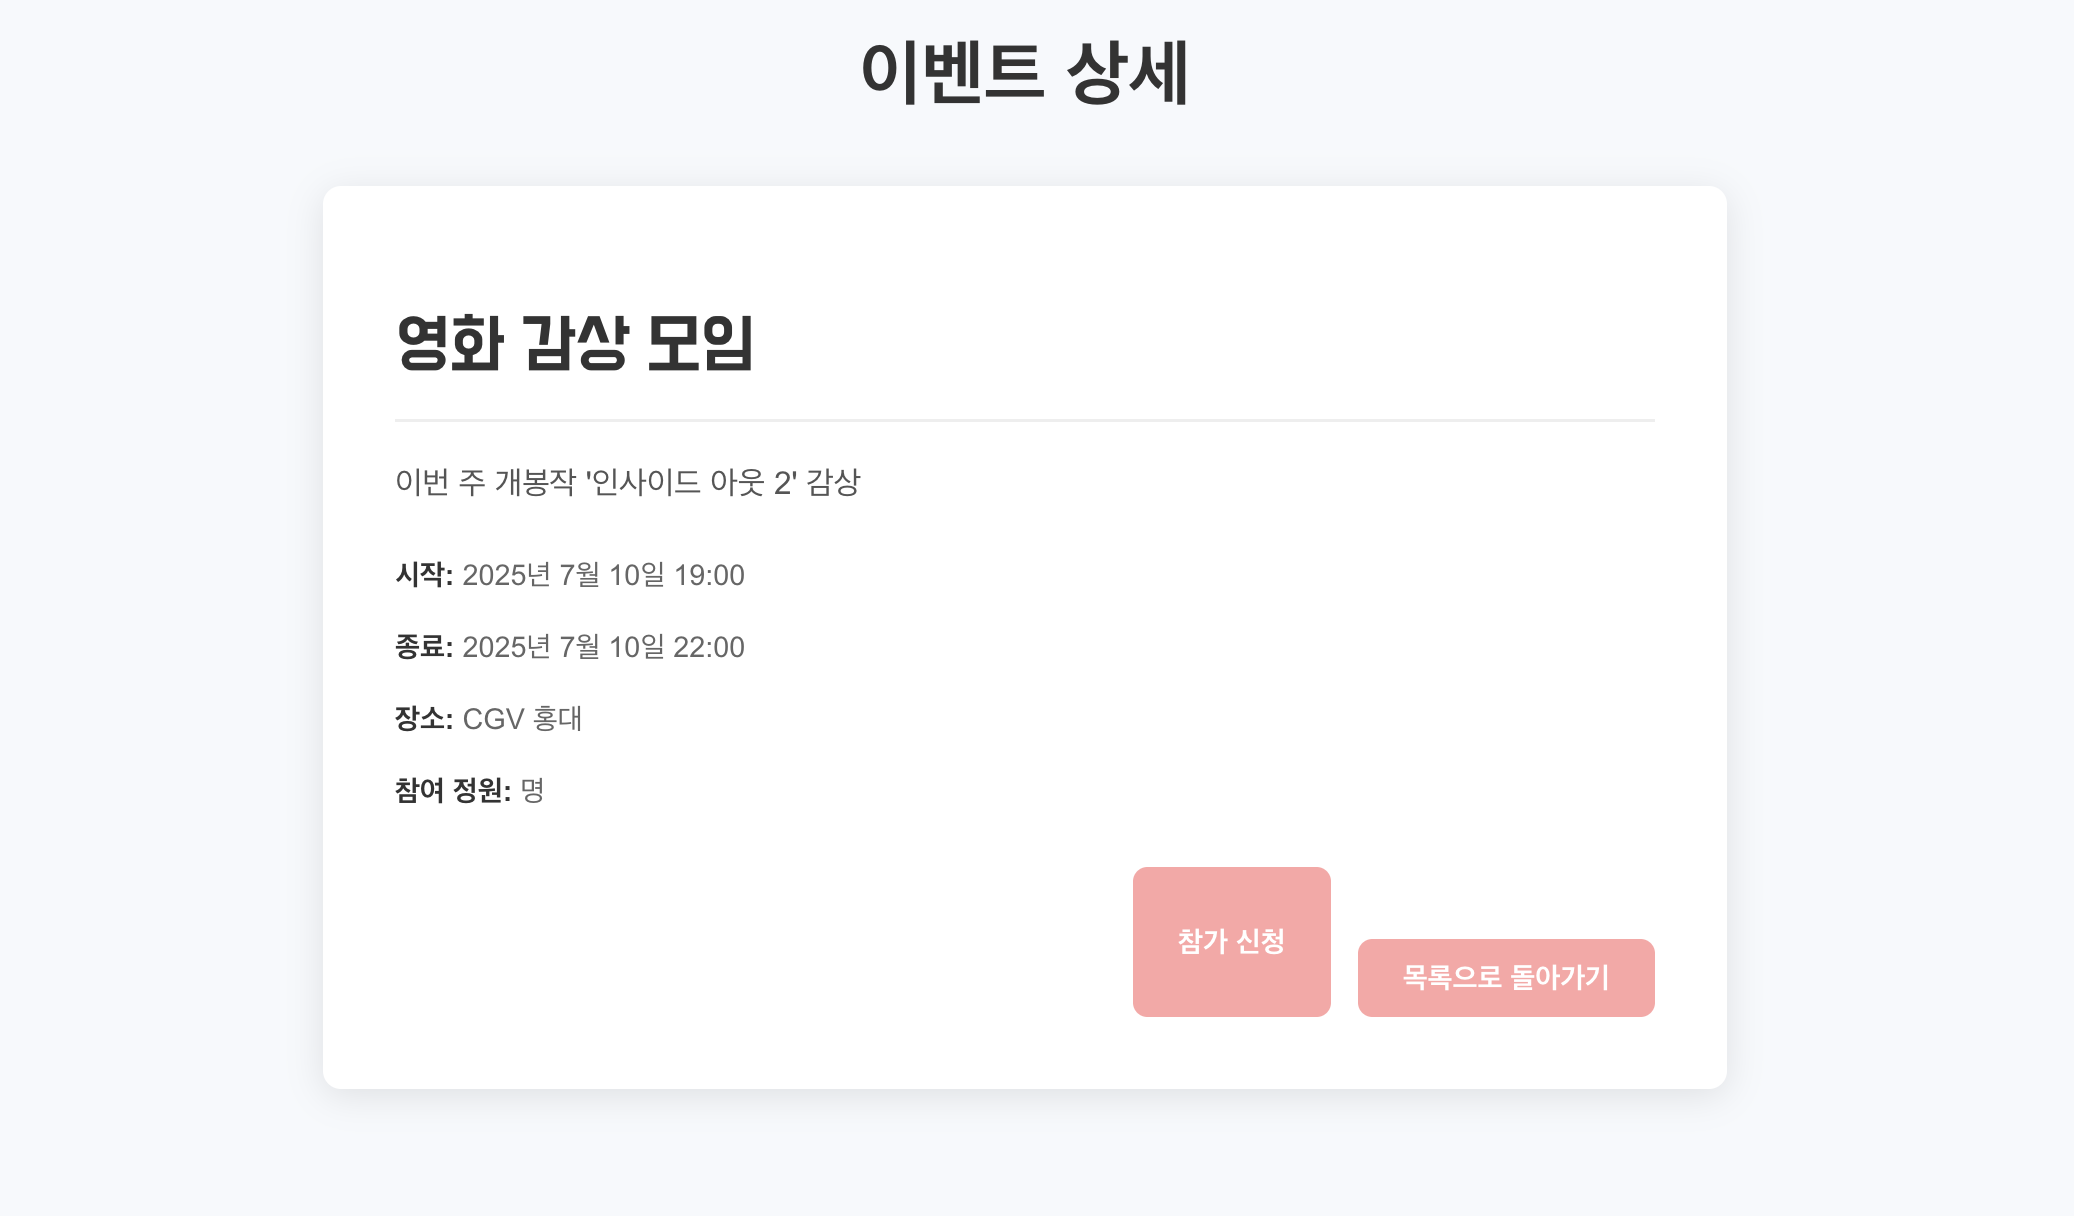 이벤트 상세
영화 감상 모임
이번 주 개봉작 '인사이드 아웃 2' 감상
시작: 2025년 7월 10일 19:00
종료: 2025년 7월 10일 22:00
장소: CGV 홍대
참여 정원: 명
참가 신청
목록으로 돌아가기